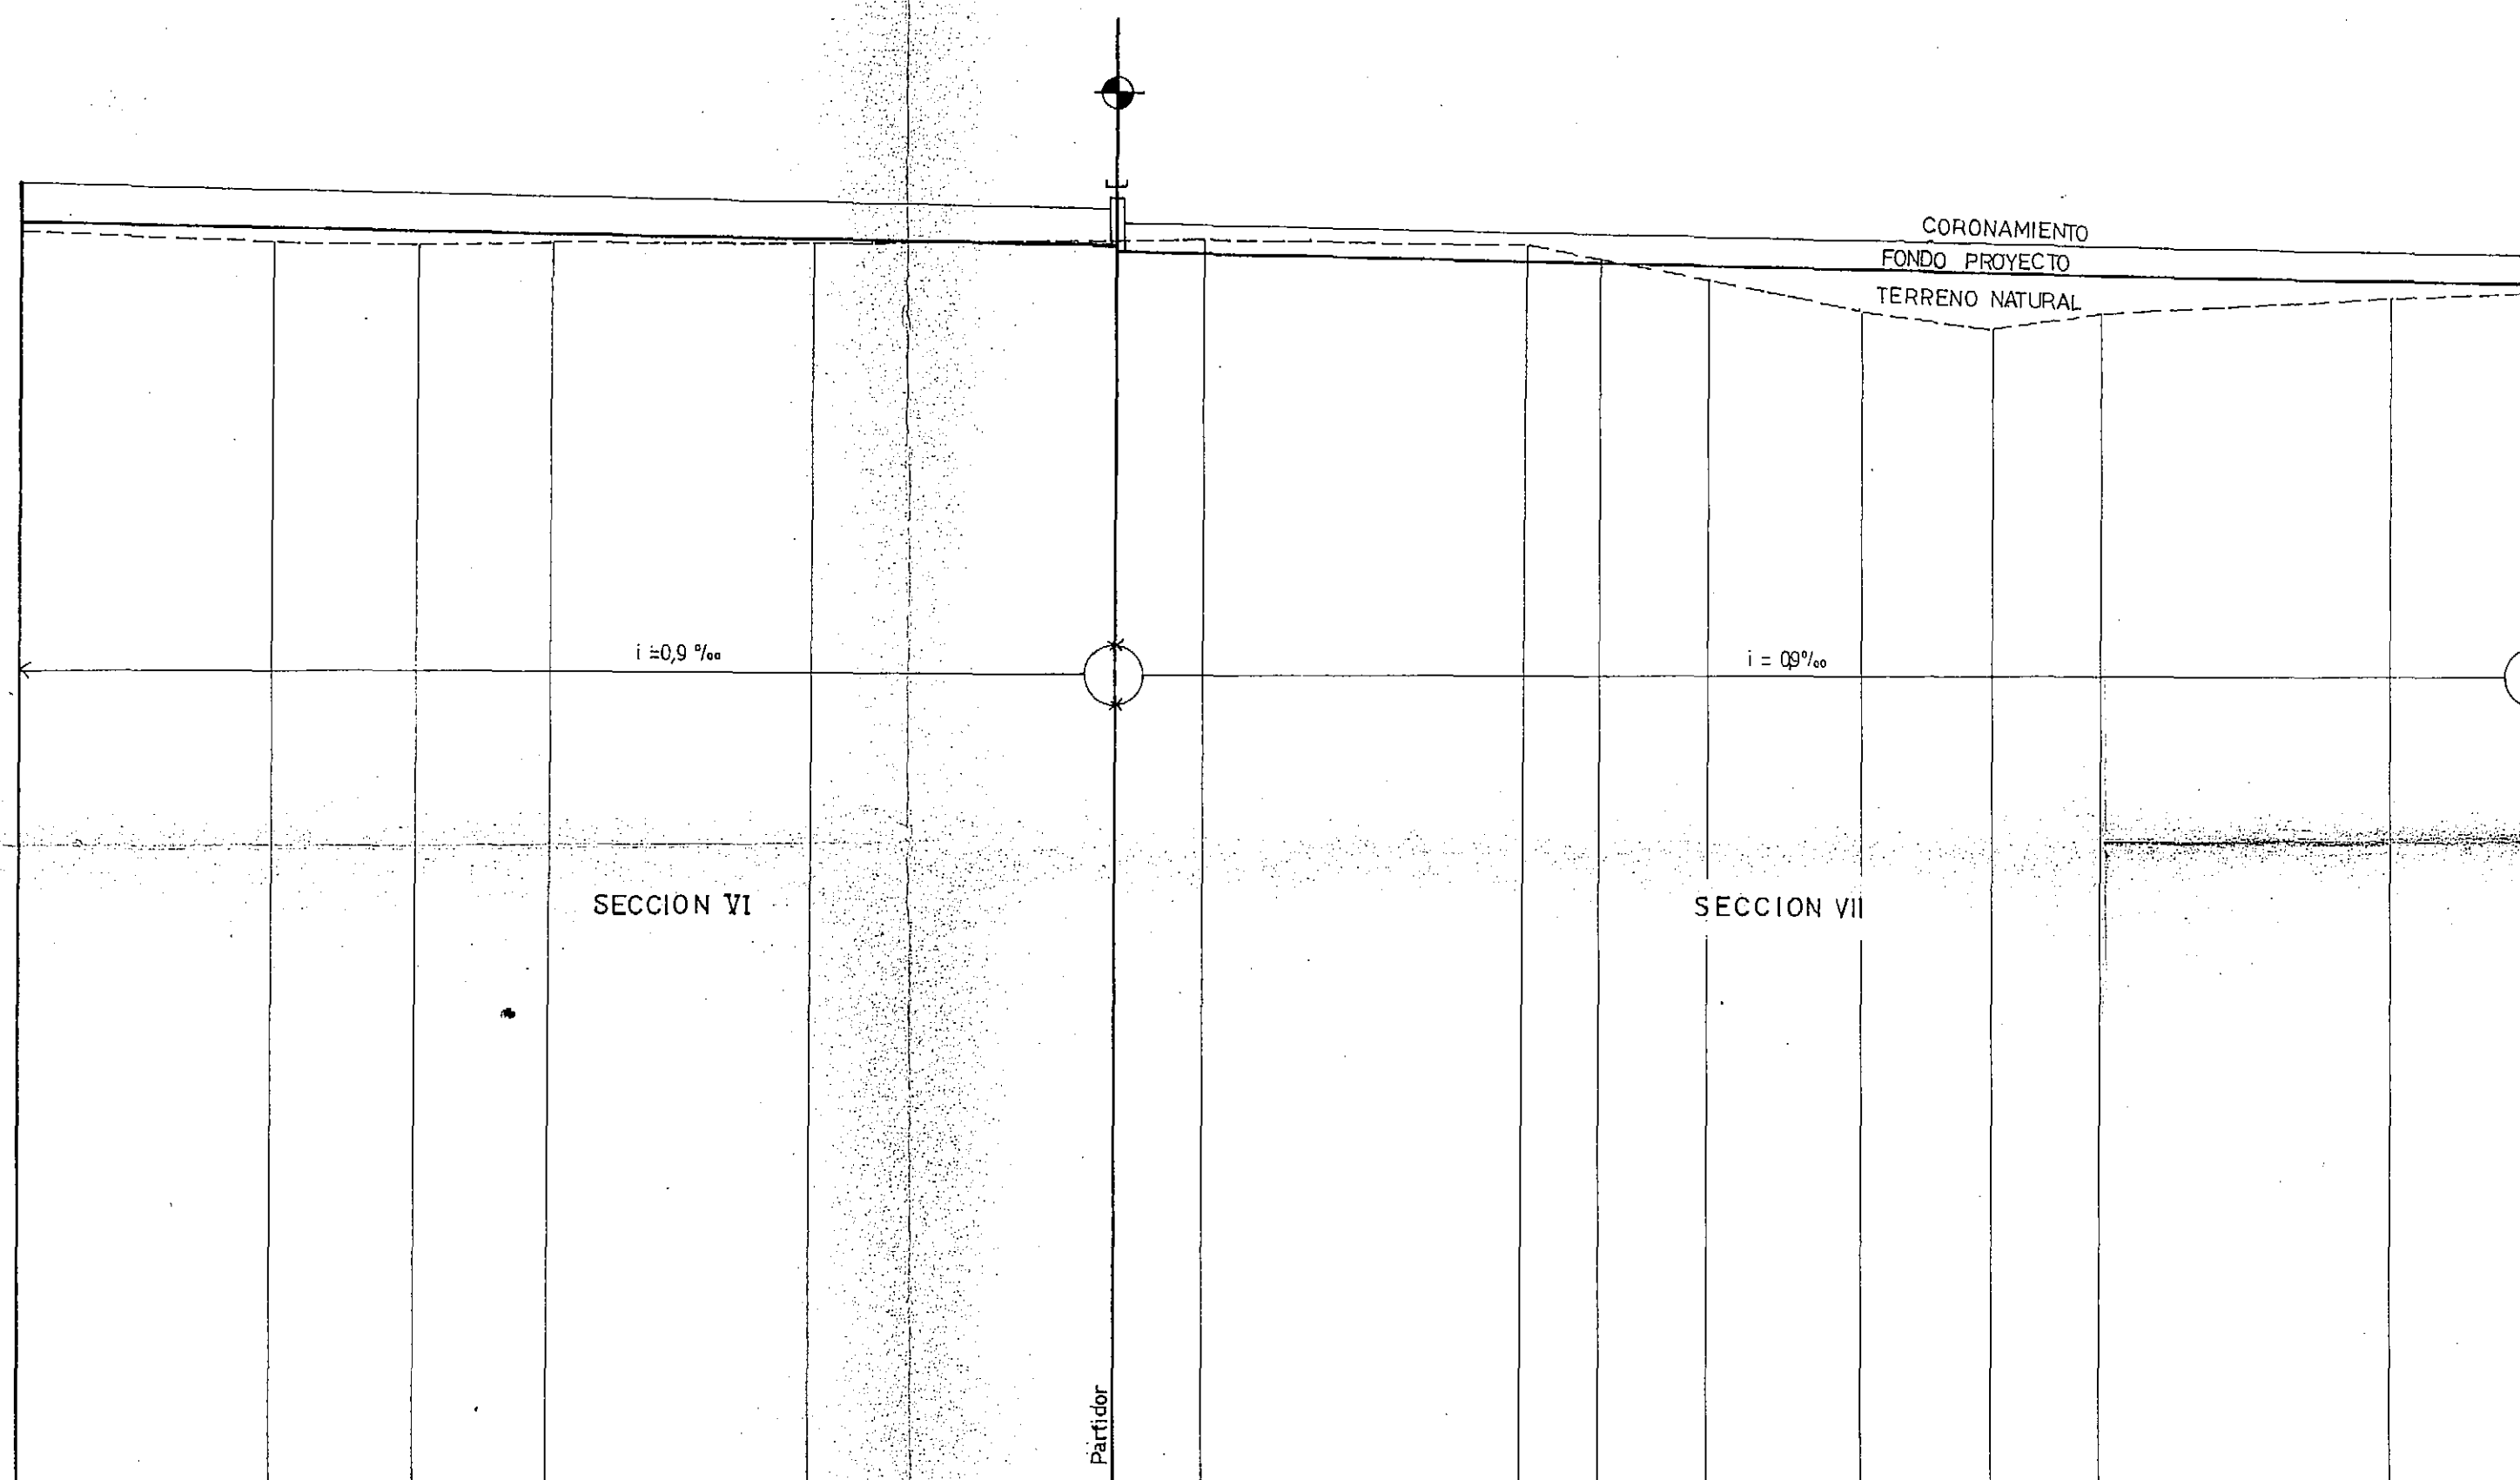 CORONAMIENTO
FONDO PROYECTO
TERRENO NATURAL
i =0,9 ‰
i = 0,9‰
SECCION VI
SECCION VII
Partidor